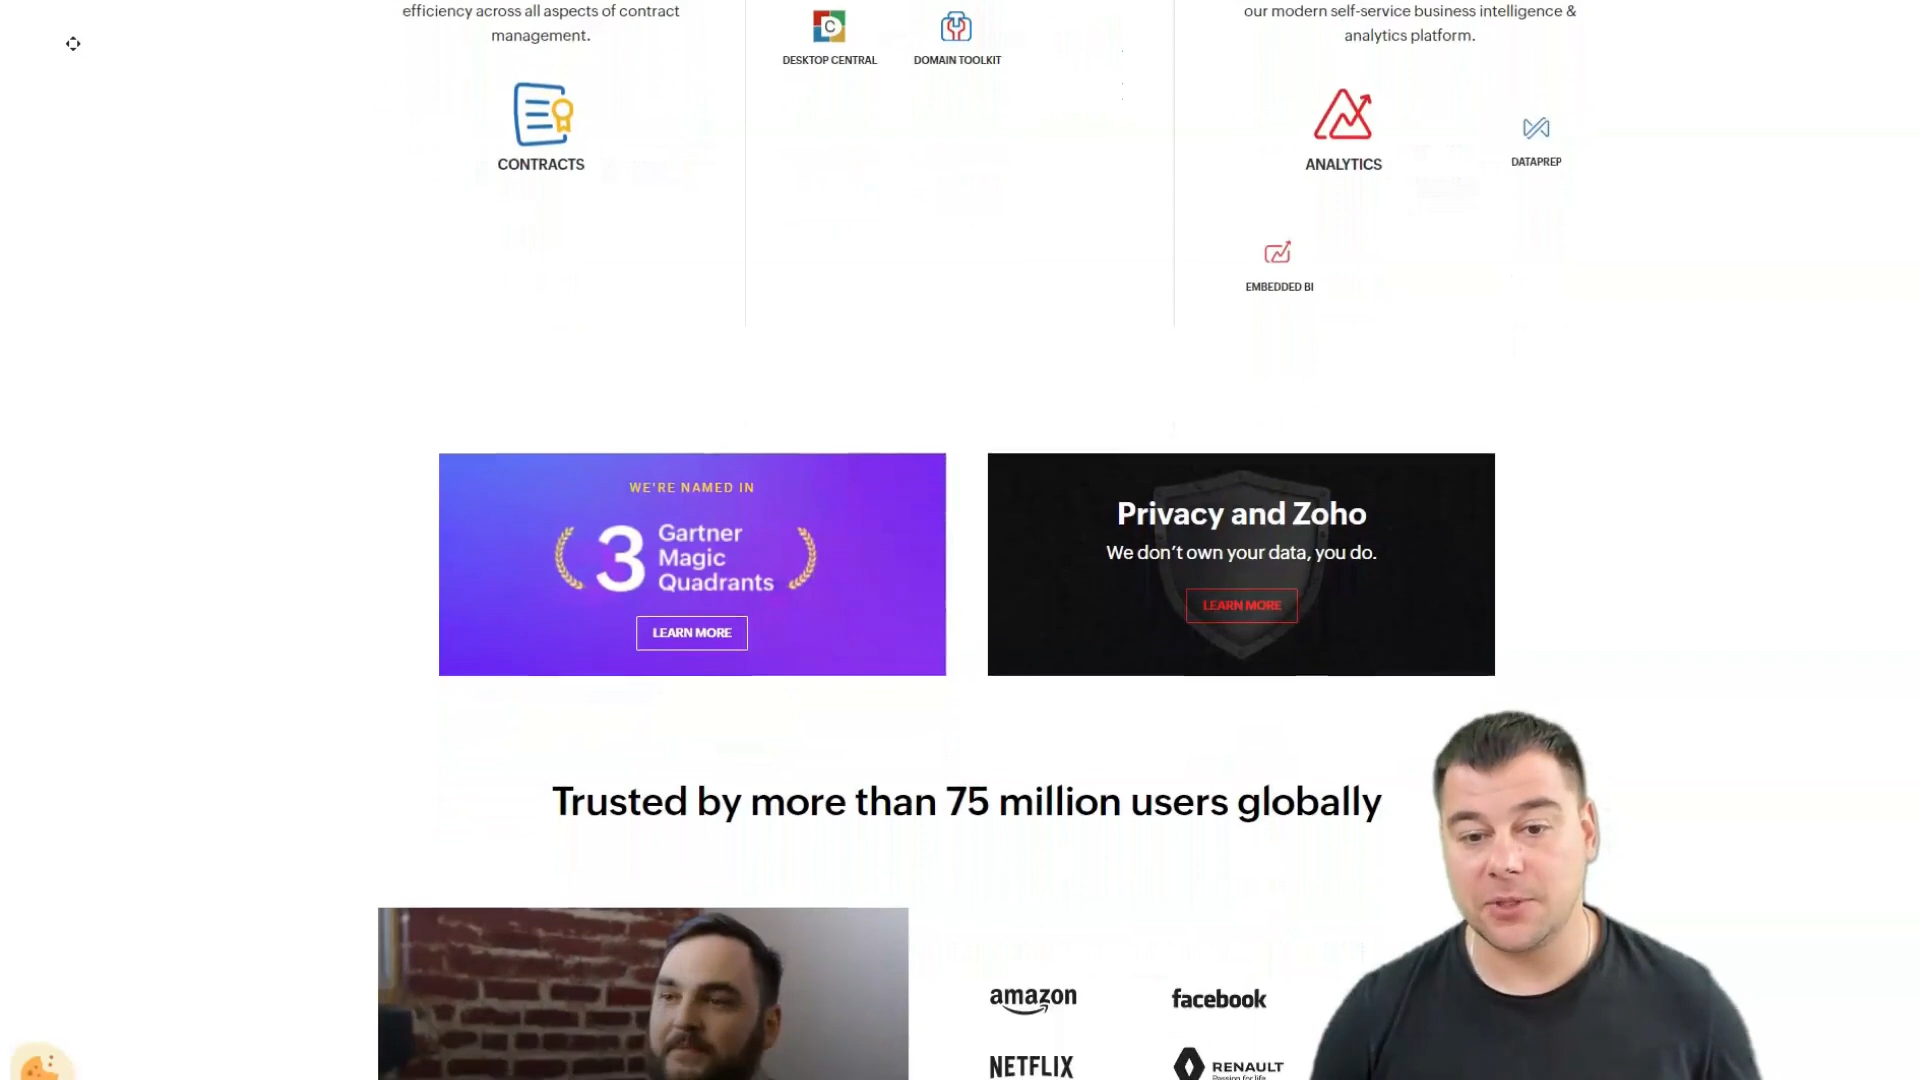 efficiency across all aspects of contract
management.
CONTRACTS
DESKTOP CENTRAL
DOMAIN TOOLKIT
our modern self-service business intelligence &
analytics platform.
ANALYTICS
DATAPREP
EMBEDDED BI
WE'RE NAMED IN
3 Gartner
Magic
Quadrants
LEARN MORE
Privacy and Zoho
We don't own your data, you do.
LEARN MORE
Trusted by more than 75 million users globally
amazon
facebook
NETFLIX
RENAULT
Passion for life